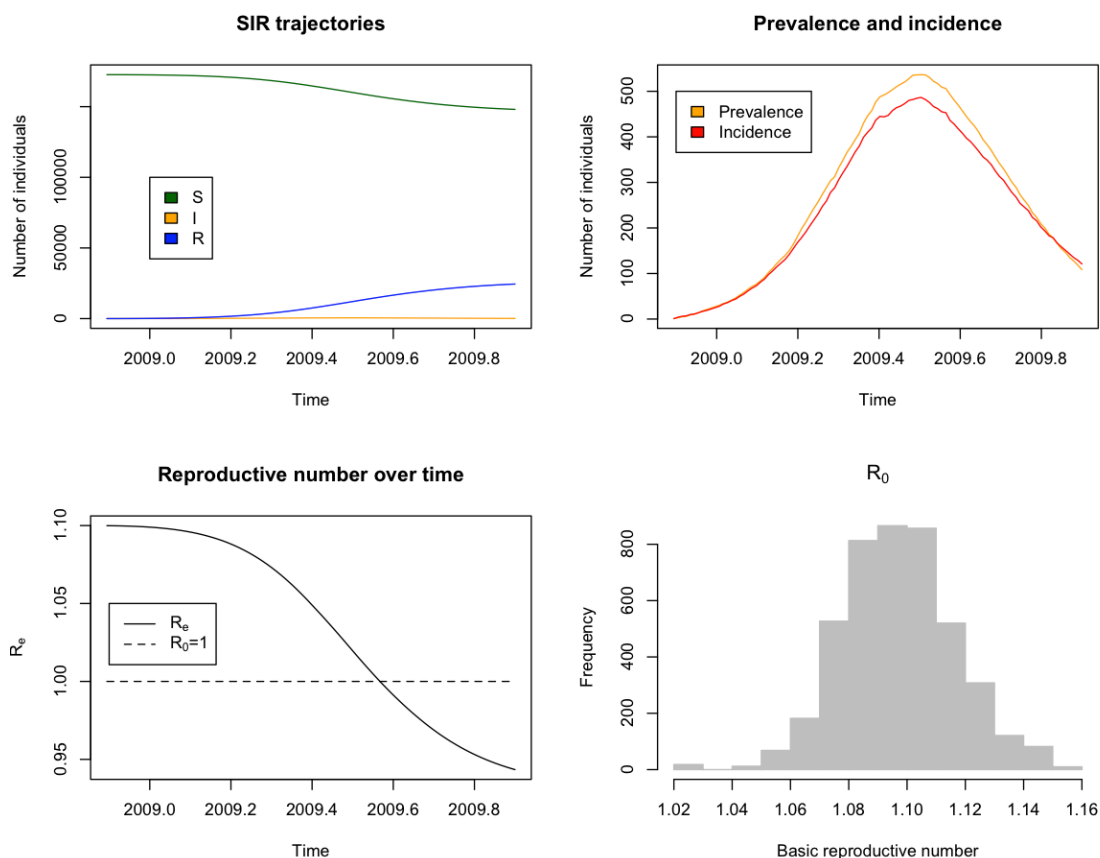 SIR trajectories
Number of individuals
100000
50000
0
S
I
R
2009.0 2009.2 2009.4 2009.6 2009.8
Time
Prevalence and incidence
Number of individuals
500
400
300
200
100
0
Prevalence
Incidence
2009.0 2009.2 2009.4 2009.6 2009.8
Time
Reproductive number over time
Re
1.10
1.05
1.00
0.95
Re
R0=1
2009.0 2009.2 2009.4 2009.6 2009.8
Time
R0
Frequency
800
600
400
200
0
1.02 1.04 1.06 1.08 1.10 1.12 1.14 1.16
Basic reproductive number